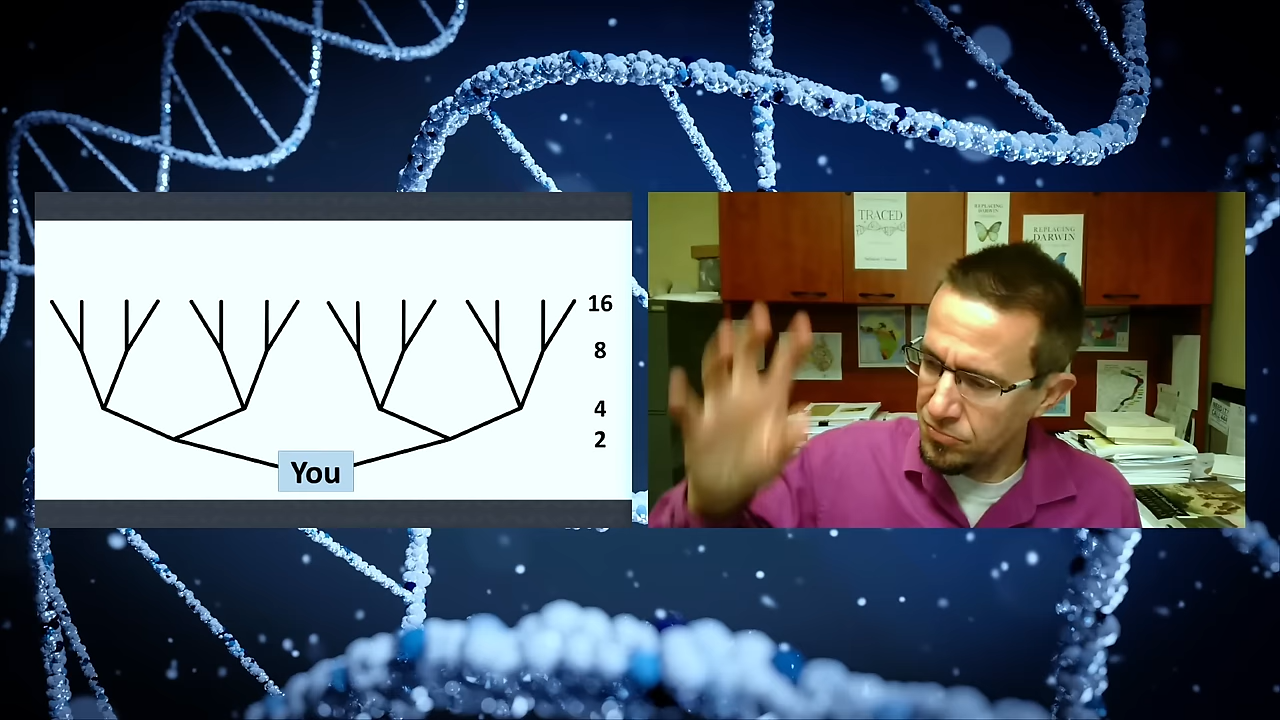 16
8
4
2
You
TRACED
REPLACING
DARWIN
REPLACING
DARWIN